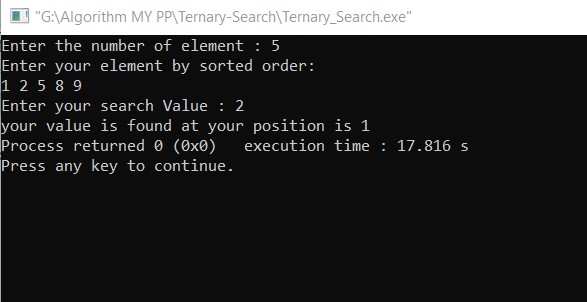 "G:\Algorithm MY PP\Ternary-Search\Ternary_Search.exe"
Enter the number of element : 5
Enter your element by sorted order:
1 2 5 8 9
Enter your search Value : 2
your value is found at your position is 1
Process returned 0 (0x0)   execution time : 17.816 s
Press any key to continue.